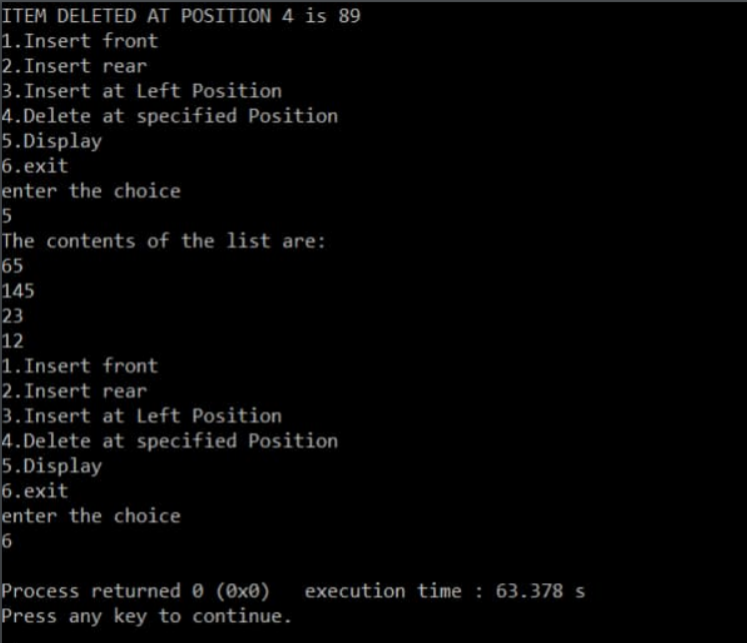 ITEM DELETED AT POSITION 4 is 89
1.Insert front
2.Insert rear
3.Insert at Left Position
4.Delete at specified Position
5.Display
6.exit
enter the choice
5
The contents of the list are:
65
145
23
12
1.Insert front
2.Insert rear
3.Insert at Left Position
4.Delete at specified Position
5.Display
6.exit
enter the choice
6
Process returned 0 (0x0)   execution time : 63.378 s
Press any key to continue.